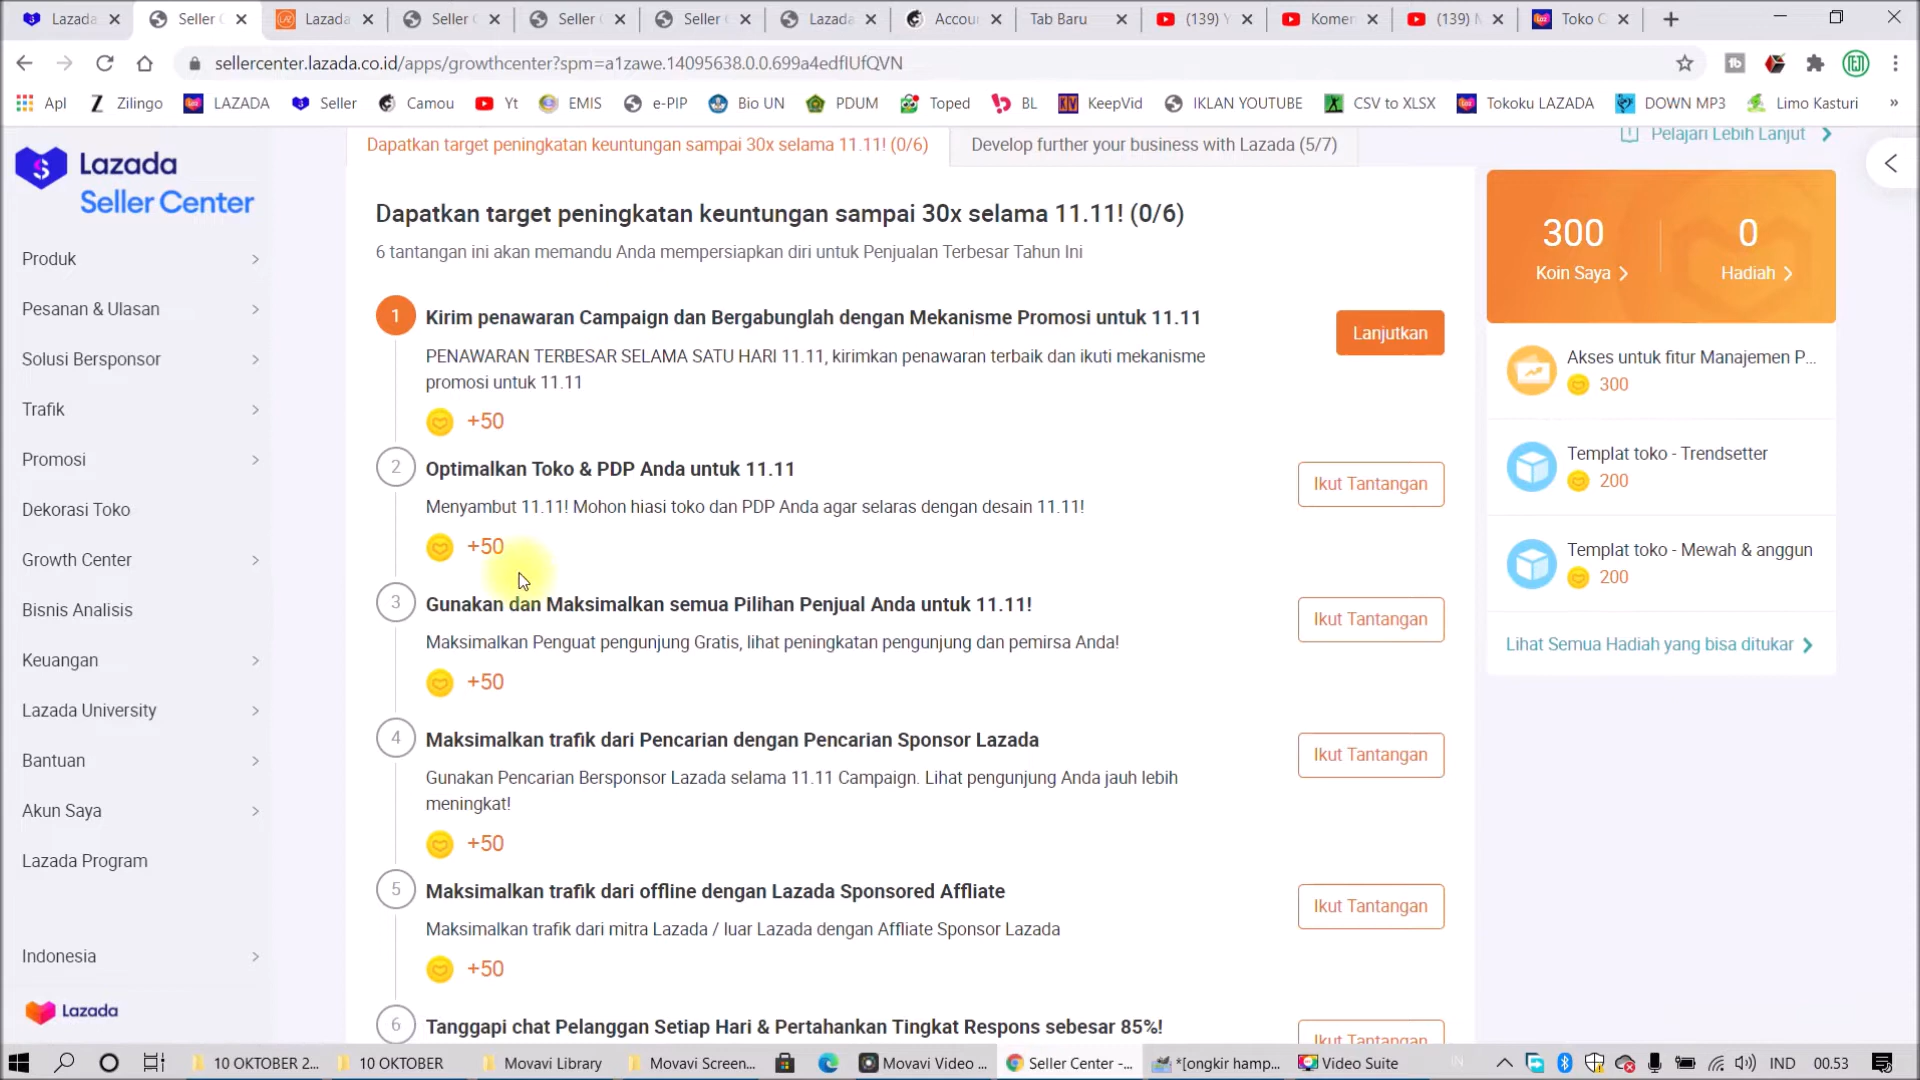 Lazada
Seller C
Lazada
Seller C
Seller C
Seller C
Lazada
Accou
Tab Baru
(139) Y
Komen
(139) M
Toko C
sellercenter.lazada.co.id/apps/growthcenter?spm=a1zawe.14095638.0.0.699a4edflUfQVN
Apl
Zilingo
LAZADA
Seller
Camou
Yt
EMIS
e-PIP
Bio UN
PDUM
Toped
BL
KeepVid
IKLAN YOUTUBE
CSV to XLSX
Tokoku LAZADA
DOWN MP3
Limo Kasturi
»
Lazada
Seller Center
Produk
Pesanan & Ulasan
Solusi Bersponsor
Trafik
Promosi
Dekorasi Toko
Growth Center
Bisnis Analisis
Keuangan
Lazada University
Bantuan
Akun Saya
Lazada Program
Indonesia
Lazada
Dapatkan target peningkatan keuntungan sampai 30x selama 11.11! (0/6)
Develop further your business with Lazada (5/7)
Pelajari Lebih Lanjut
Dapatkan target peningkatan keuntungan sampai 30x selama 11.11! (0/6)
6 tantangan ini akan memandu Anda mempersiapkan diri untuk Penjualan Terbesar Tahun Ini
1
Kirim penawaran Campaign dan Bergabunglah dengan Mekanisme Promosi untuk 11.11
PENAWARAN TERBESAR SELAMA SATU HARI 11.11, kirimkan penawaran terbaik dan ikuti mekanisme
promosi untuk 11.11
+50
Lanjutkan
2
Optimalkan Toko & PDP Anda untuk 11.11
Menyambut 11.11! Mohon hiasi toko dan PDP Anda agar selaras dengan desain 11.11!
+50
Ikut Tantangan
3
Gunakan dan Maksimalkan semua Pilihan Penjual Anda untuk 11.11!
Maksimalkan Penguat pengunjung Gratis, lihat peningkatan pengunjung dan pemirsa Anda!
+50
Ikut Tantangan
4
Maksimalkan trafik dari Pencarian dengan Pencarian Sponsor Lazada
Gunakan Pencarian Bersponsor Lazada selama 11.11 Campaign. Lihat pengunjung Anda jauh lebih
meningkat!
+50
Ikut Tantangan
5
Maksimalkan trafik dari offline dengan Lazada Sponsored Affliate
Maksimalkan trafik dari mitra Lazada / luar Lazada dengan Affliate Sponsor Lazada
+50
Ikut Tantangan
6
Tanggapi chat Pelanggan Setiap Hari & Pertahankan Tingkat Respons sebesar 85%!
Ikut Tantangan
300
Koin Saya
0
Hadiah
Akses untuk fitur Manajemen P...
300
Templat toko - Trendsetter
200
Templat toko - Mewah & anggun
200
Lihat Semua Hadiah yang bisa ditukar
10 OKTOBER 2...
10 OKTOBER
Movavi Library
Movavi Screen...
Movavi Video ...
Seller Center -...
*[ongkir hamp...
Video Suite
IN
IND
00.53